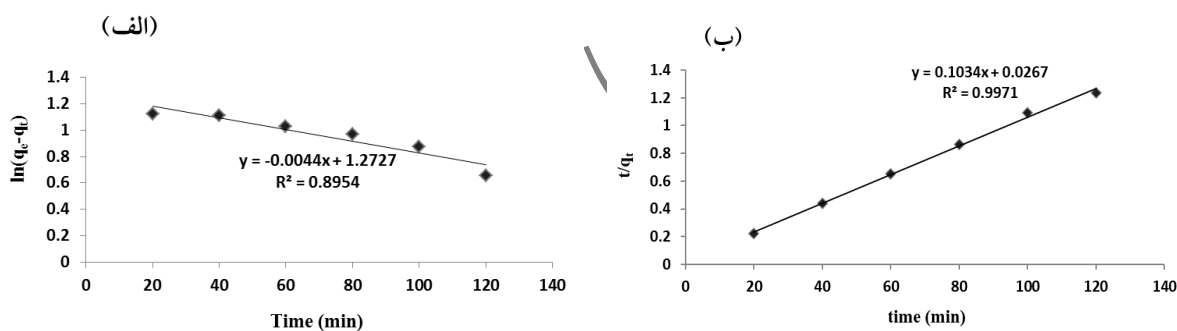 (الف)
ln(qe-qt)
1.4
1.2
1
0.8
0.6
0.4
0.2
0
y = -0.0044x + 1.2727
R² = 0.8954
0 20 40 60 80 100 120 140
Time (min)
(ب)
t/qt
1.4
1.2
1
0.8
0.6
0.4
0.2
0
y = 0.1034x + 0.0267
R² = 0.9971
0 20 40 60 80 100 120 140
time (min)